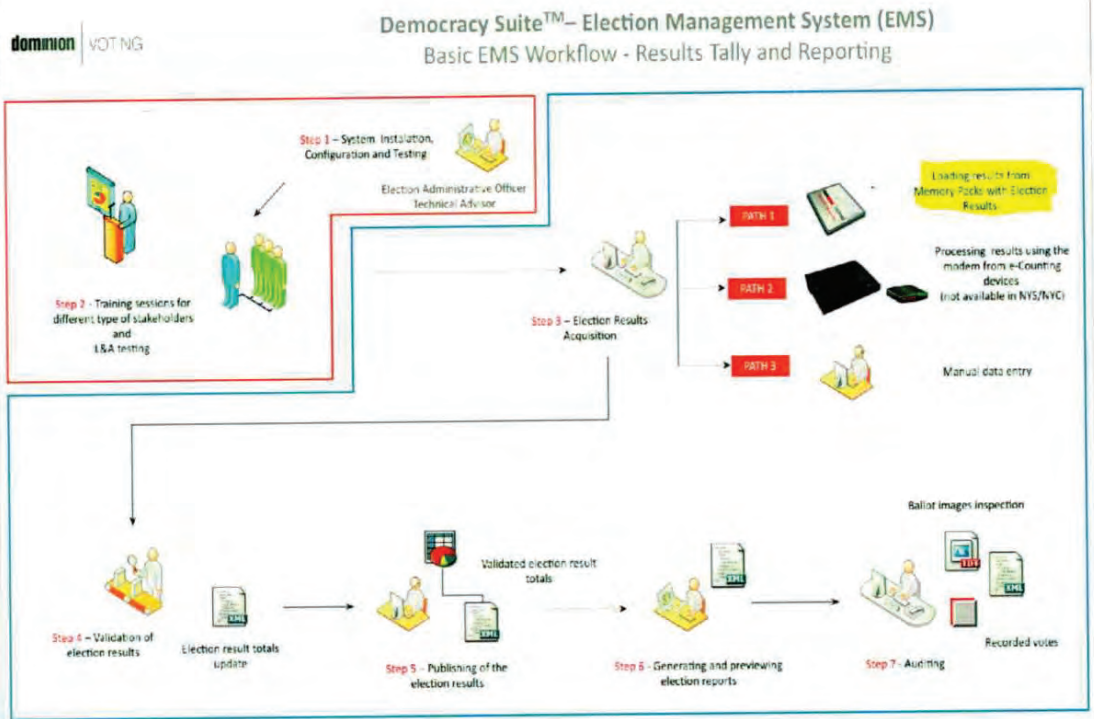 dominion VOTING
Democracy Suite™– Election Management System (EMS)
Basic EMS Workflow - Results Tally and Reporting
Step 1 – System Instalation,
Configuration and Testing
Election Administrative Officer
Technical Advisor
Step 2 - Training sessions for
different type of stakeholders
and
L&A testing
Step 3 – Election Results
Acquisition
PATH 1
Loading results from
Memory Packs with Election
Results
PATH 2
Processing results using the
modem from e-Counting
devices
(not available in NYS/NYC)
PATH 3
Manual data entry
Step 4 – Validation of
election results
XML
Election result totals
update
XML
Step 5 - Publishing of the
election results
Validated election result
totals
XML
Step 6 - Generating and previewing
election reports
Ballot images inspection
XML
Recorded votes
Step 7 - Auditing